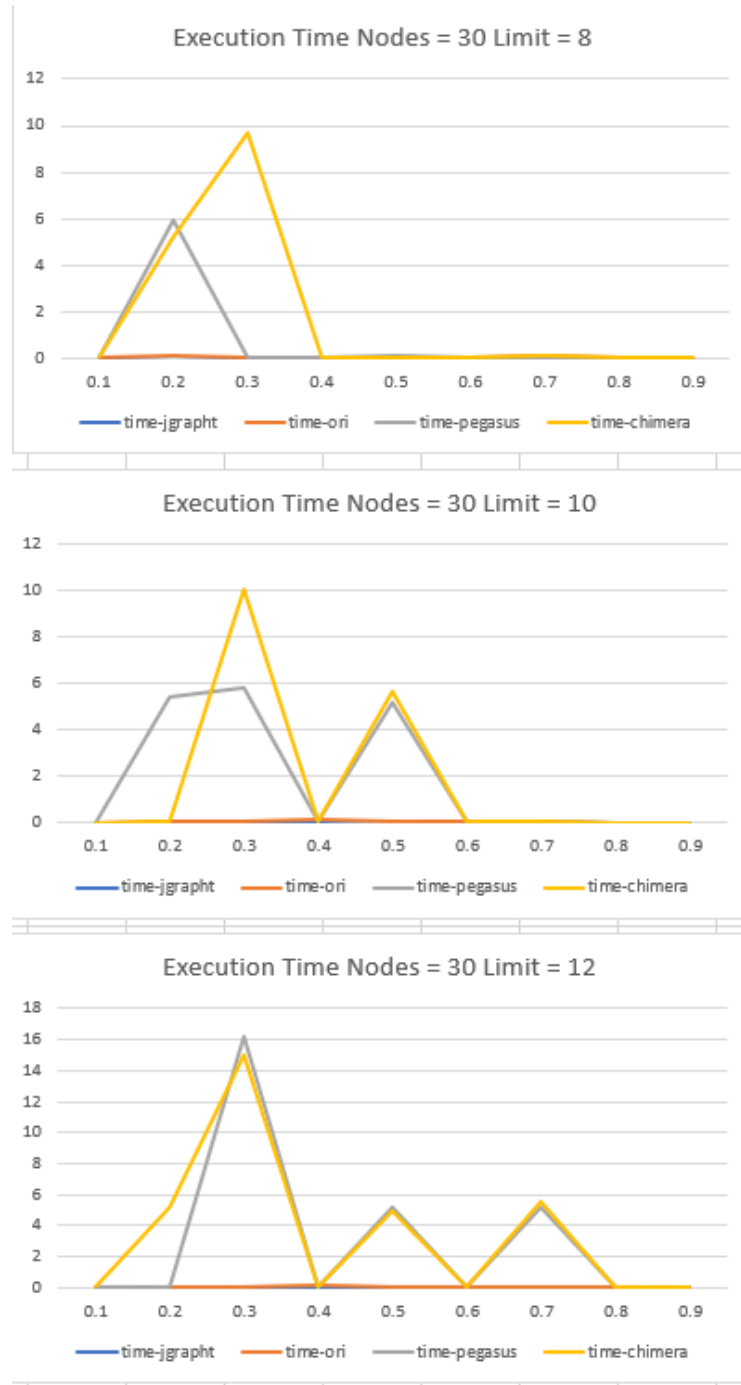 Execution Time Nodes = 30 Limit = 8
12
10
8
6
4
2
0
0.1 0.2 0.3 0.4 0.5 0.6 0.7 0.8 0.9
time-jgrapht time-ori time-pegasus time-chimera
Execution Time Nodes = 30 Limit = 10
12
10
8
6
4
2
0
0.1 0.2 0.3 0.4 0.5 0.6 0.7 0.8 0.9
time-jgrapht time-ori time-pegasus time-chimera
Execution Time Nodes = 30 Limit = 12
18
16
14
12
10
8
6
4
2
0
0.1 0.2 0.3 0.4 0.5 0.6 0.7 0.8 0.9
time-jgrapht time-ori time-pegasus time-chimera